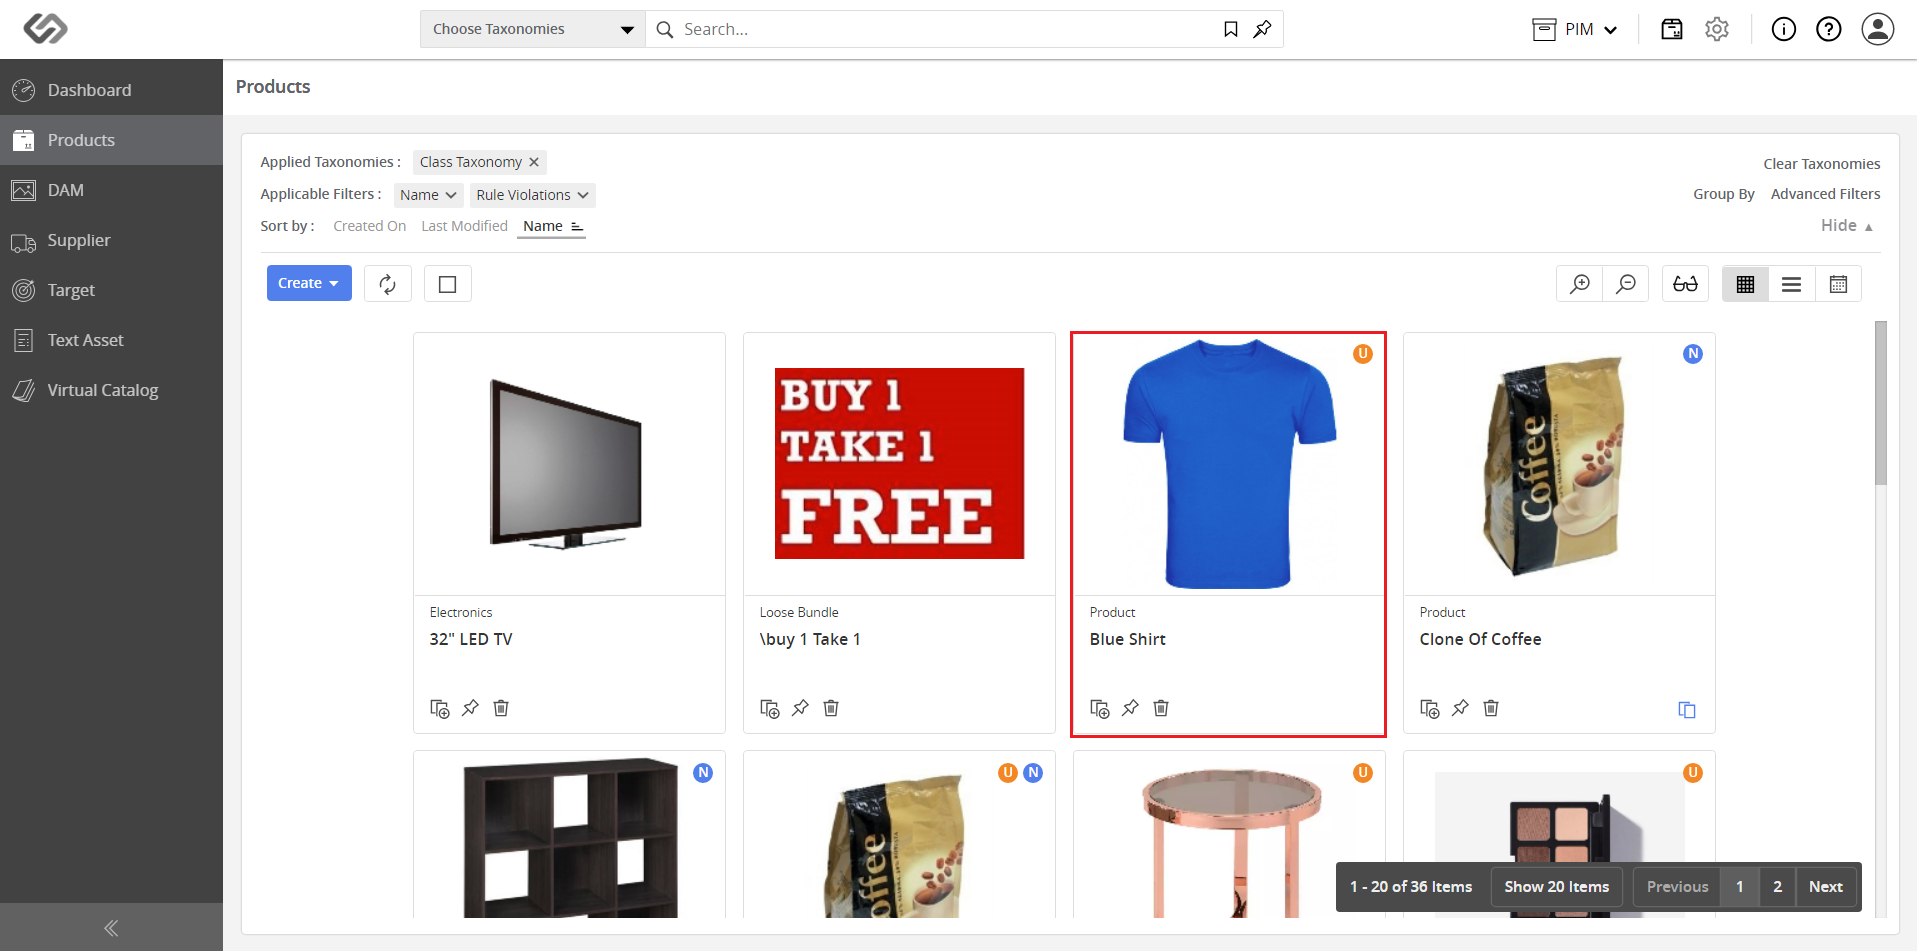 Choose Taxonomies
Search...
PIM
Dashboard
Products
DAM
Supplier
Target
Text Asset
Virtual Catalog
Products
Applied Taxonomies : Class Taxonomy
Clear Taxonomies
Applicable Filters : Name Rule Violations
Group By Advanced Filters
Sort by : Created On Last Modified Name
Hide
Create
BUY 1
TAKE 1
FREE
U
Coffee
N
Electronics
32" LED TV
Loose Bundle
\buy 1 Take 1
Product
Blue Shirt
Product
Clone Of Coffee
N
Coffee
U N
U
U
1 - 20 of 36 Items Show 20 Items Previous 1 2 Next